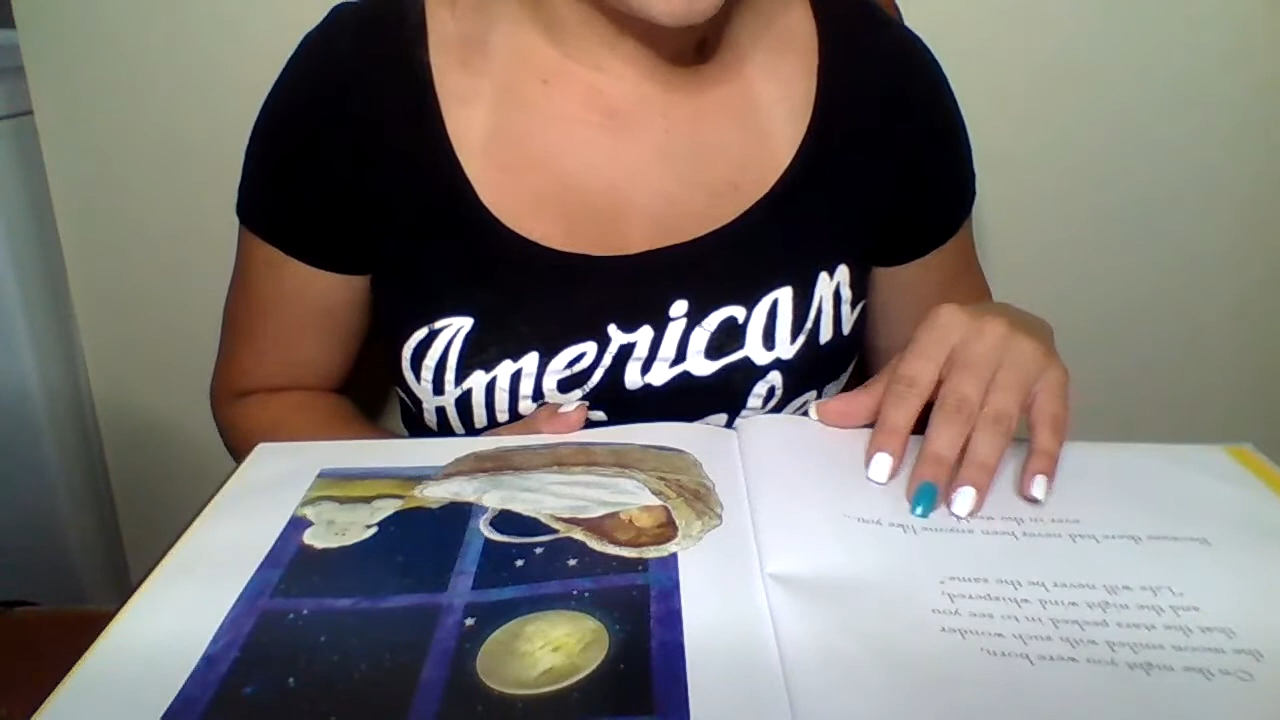 American
On the night you were born,
the moon smiled with such wonder
that the stars peeked in to see you
and the night wind whispered,
"Life will never be the same."
Because there had never been anyone like you...
ever in the world.